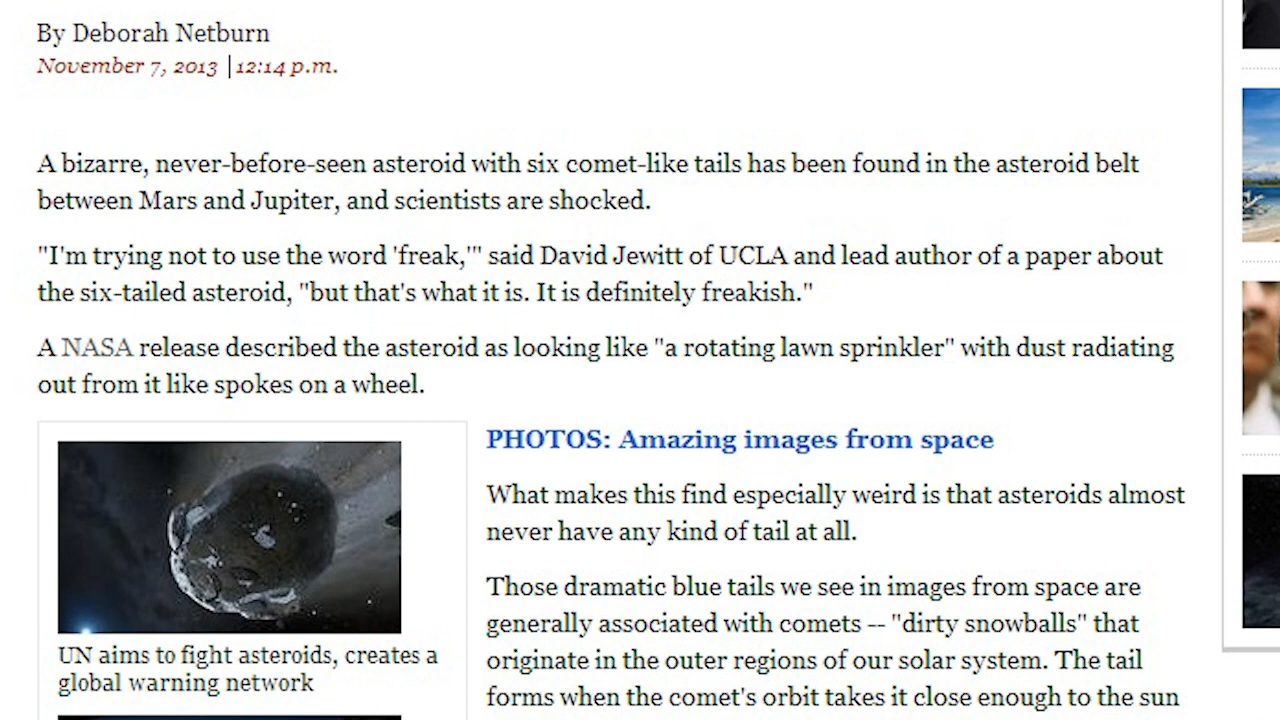 By Deborah Netburn
November 7, 2013 | 12:14 p.m.
A bizarre, never-before-seen asteroid with six comet-like tails has been found in the asteroid belt
between Mars and Jupiter, and scientists are shocked.
"I'm trying not to use the word 'freak,'" said David Jewitt of UCLA and lead author of a paper about
the six-tailed asteroid, "but that's what it is. It is definitely freakish."
A NASA release described the asteroid as looking like "a rotating lawn sprinkler" with dust radiating
out from it like spokes on a wheel.
UN aims to fight asteroids, creates a
global warning network
PHOTOS: Amazing images from space
What makes this find especially weird is that asteroids almost
never have any kind of tail at all.
Those dramatic blue tails we see in images from space are
generally associated with comets -- "dirty snowballs" that
originate in the outer regions of our solar system. The tail
forms when the comet's orbit takes it close enough to the sun